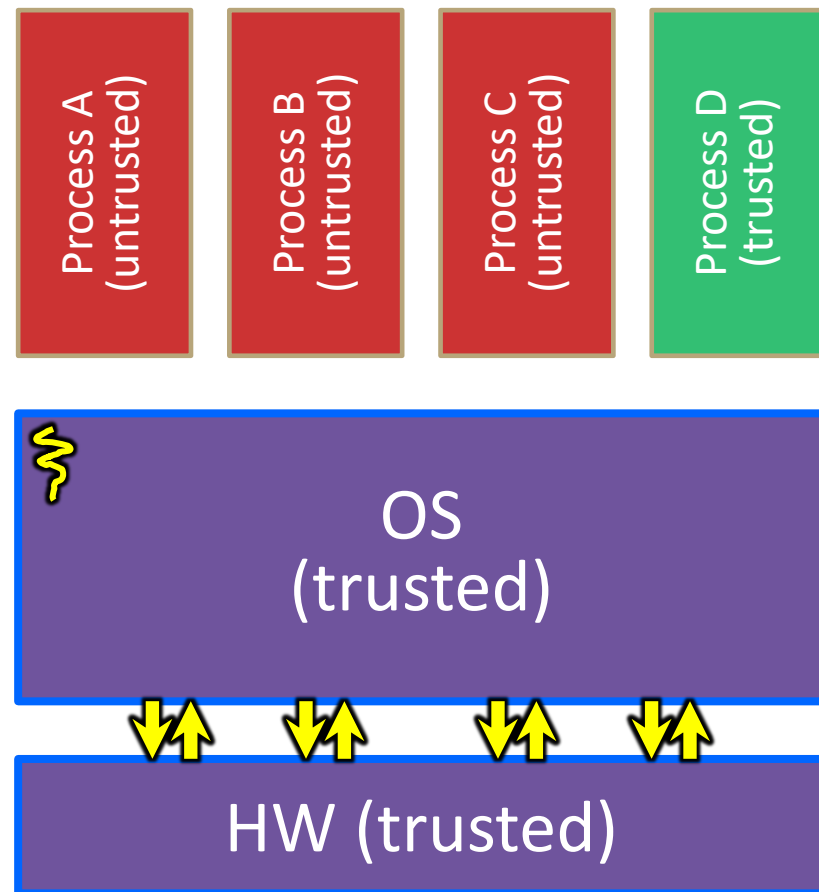 Process A
(untrusted)
Process B
(untrusted)
Process C
(untrusted)
Process D
(trusted)
OS
(trusted)
HW (trusted)